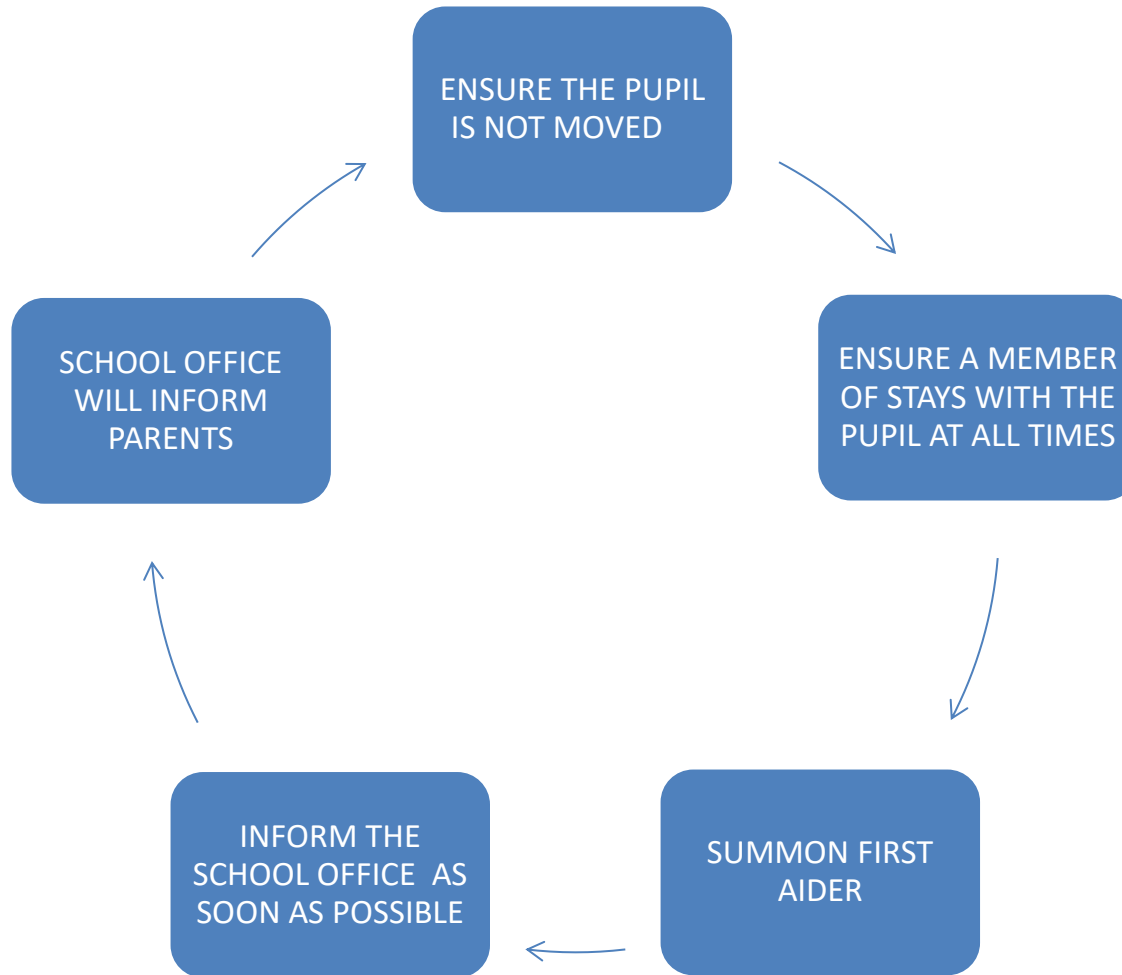 ENSURE THE PUPIL
IS NOT MOVED
ENSURE A MEMBER
OF STAYS WITH THE
PUPIL AT ALL TIMES
SUMMON FIRST
AIDER
INFORM THE
SCHOOL OFFICE  AS
SOON AS POSSIBLE
SCHOOL OFFICE
WILL INFORM
PARENTS